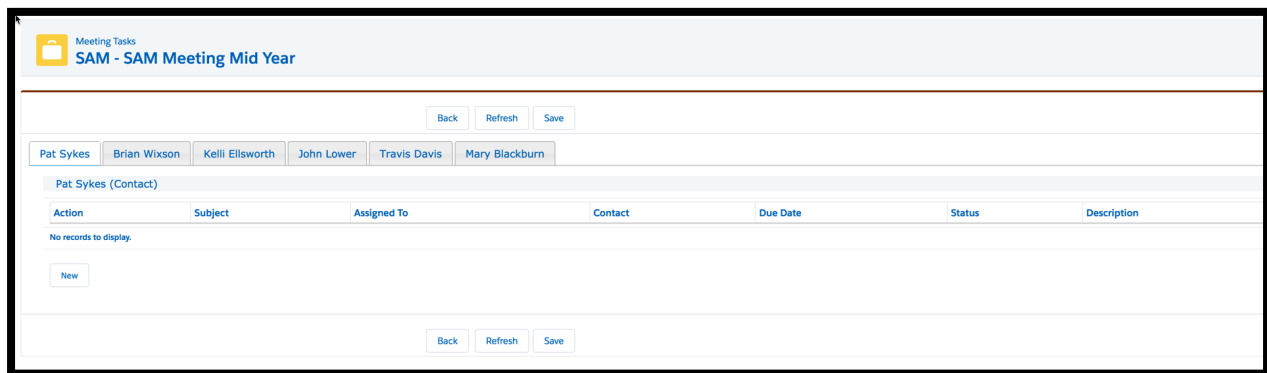 Meeting Tasks
SAM - SAM Meeting Mid Year
Back Refresh Save
Pat Sykes Brian Wixson Kelli Ellsworth John Lower Travis Davis Mary Blackburn
Pat Sykes (Contact)
Action Subject Assigned To Contact Due Date Status Description
No records to display.
New
Back Refresh Save